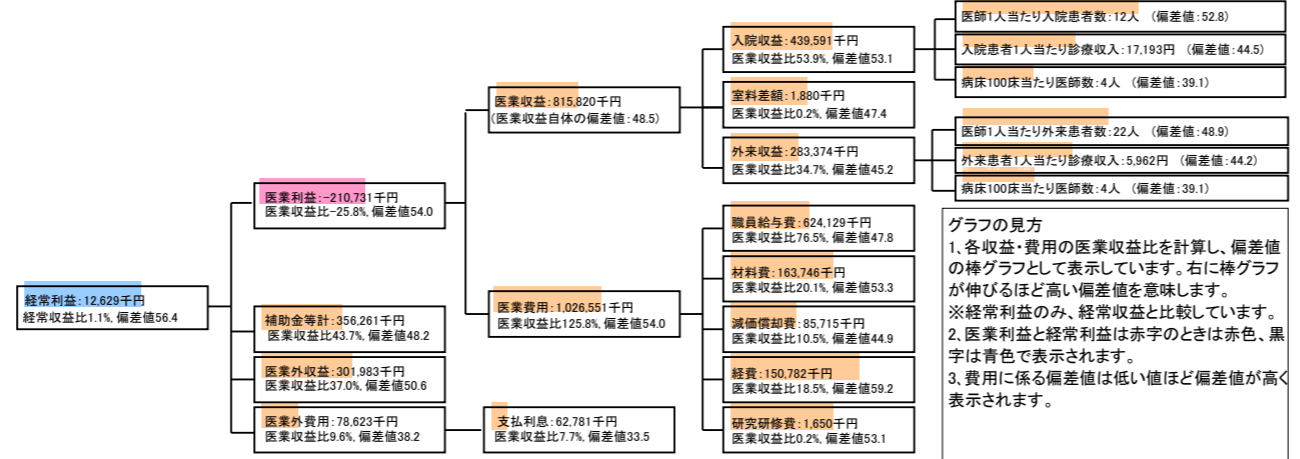 経常利益:12,629千円
経常収益比1.1%, 偏差値56.4
医業利益:-210,731千円
医業収益比-25.8%, 偏差値54.0
補助金等計:356,261千円
医業収益比43.7%, 偏差値48.2
医業外収益:301,983千円
医業収益比37.0%, 偏差値50.6
医業外費用:78,623千円
医業収益比9.6%, 偏差値38.2
医業収益:815,820千円
(医業収益自体の偏差値:48.5)
医業費用:1,026,551千円
医業収益比125.8%, 偏差値54.0
支払利息:62,781千円
医業収益比7.7%, 偏差値33.5
入院収益:439,591千円
医業収益比53.9%, 偏差値53.1
室料差額:1,880千円
医業収益比0.2%, 偏差値47.4
外来収益:283,374千円
医業収益比34.7%, 偏差値45.2
職員給与費:624,129千円
医業収益比76.5%, 偏差値47.8
材料費:163,746千円
医業収益比20.1%, 偏差値53.3
減価償却費:85,715千円
医業収益比10.5%, 偏差値44.9
経費:150,782千円
医業収益比18.5%, 偏差値59.2
研究研修費:1,650千円
医業収益比0.2%, 偏差値53.1
医師1人当たり入院患者数:12人 (偏差値:52.8)
入院患者1人当たり診療収入:17,193円 (偏差値:44.5)
病床100床当たり医師数:4人 (偏差値:39.1)
医師1人当たり外来患者数:22人 (偏差値:48.9)
外来患者1人当たり診療収入:5,962円 (偏差値:44.2)
病床100床当たり医師数:4人 (偏差値:39.1)
グラフの見方
1、各収益・費用の医業収益比を計算し、偏差値
の棒グラフとして表示しています。右に棒グラフ
が伸びるほど高い偏差値を意味します。
※経常利益のみ、経常収益と比較しています。
2、医業利益と経常利益は赤字のときは赤色、黒
字は青色で表示されます。
3、費用に係る偏差値は低い値ほど偏差値が高く
表示されます。